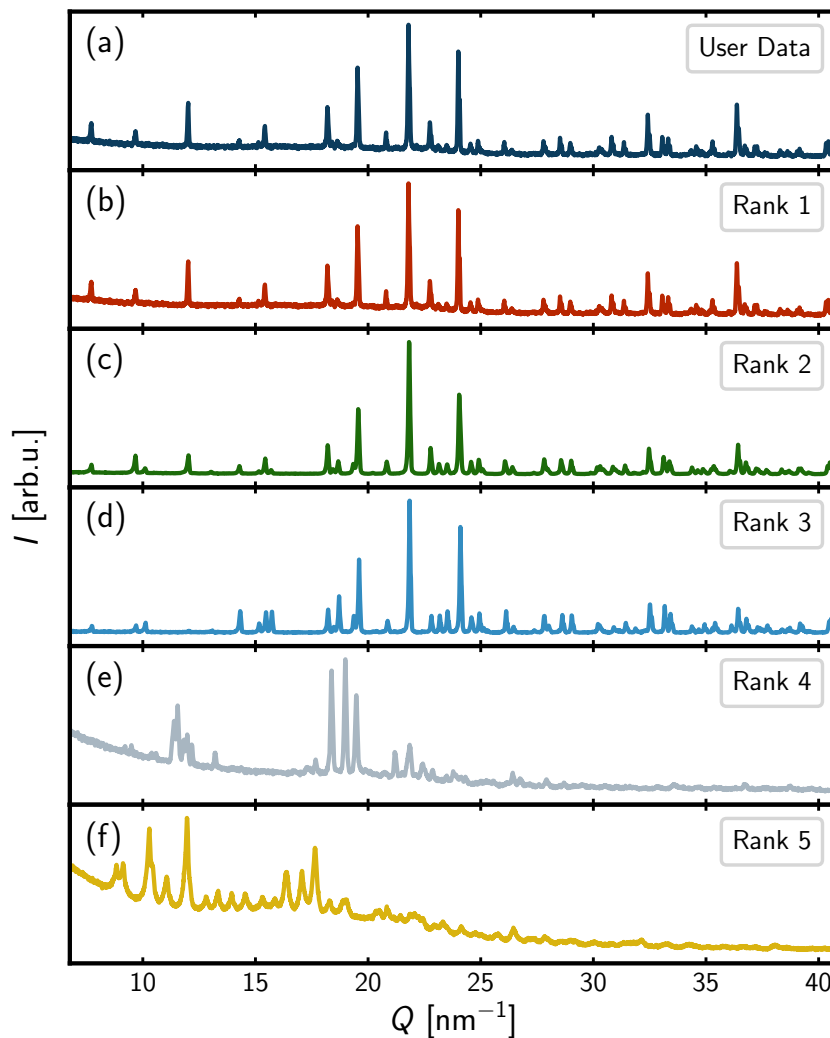 (a)
User Data
(b)
Rank 1
(c)
Rank 2
(d)
Rank 3
(e)
Rank 4
(f)
Rank 5
I [arb.u.]
10 15 20 25 30 35 40
Q [nm⁻¹]